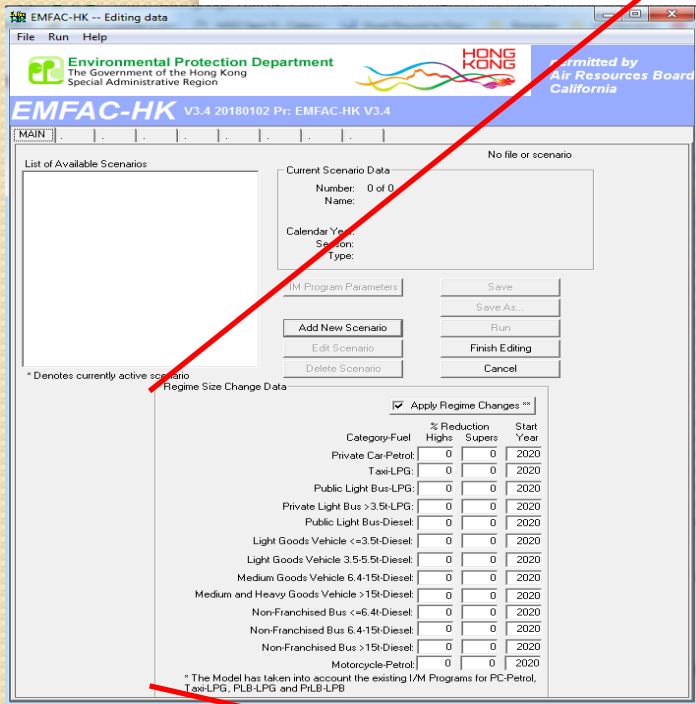 EMFAC-HK -- Editing data
File Run Help
Environmental Protection Department
The Government of the Hong Kong
Special Administrative Region
HONG
KONG
Permitted by
Air Resources Board
California
EMFAC-HK V3.4 20180102 Pr: EMFAC-HK V3.4
MAIN . . . . . . . .
No file or scenario
List of Available Scenarios
Current Scenario Data
Number: 0 of 0
Name:
Calendar Year:
Season:
Type:
IM Program Parameters
Save
Save As...
Add New Scenario
Run
Edit Scenario
Finish Editing
Delete Scenario
Cancel
* Denotes currently active scenario
Regime Size Change Data
Apply Regime Changes **
% Reduction Start
Category-Fuel Highs Supers Year
Private Car-Petrol: 0 0 2020
Taxi-LPG: 0 0 2020
Public Light Bus-LPG: 0 0 2020
Private Light Bus >3.5t-LPG: 0 0 2020
Public Light Bus-Diesel: 0 0 2020
Light Goods Vehicle <=3.5t-Diesel: 0 0 2020
Light Goods Vehicle 3.5-5.5t-Diesel: 0 0 2020
Medium Goods Vehicle 6.4-15t-Diesel: 0 0 2020
Medium and Heavy Goods Vehicle >15t-Diesel: 0 0 2020
Non-Franchised Bus <=6.4t-Diesel: 0 0 2020
Non-Franchised Bus 6.4-15t-Diesel: 0 0 2020
Non-Franchised Bus >15t-Diesel: 0 0 2020
Motorcycle-Petrol: 0 0 2020
* The Model has taken into account the existing I/M Programs for PC-Petrol,
Taxi-LPG, PLB-LPG and PrLB-LPB